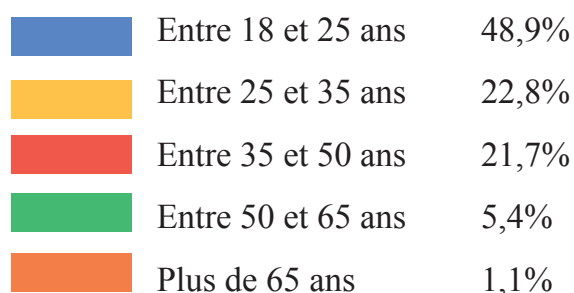 Entre 18 et 25 ans 48,9%
Entre 25 et 35 ans 22,8%
Entre 35 et 50 ans 21,7%
Entre 50 et 65 ans 5,4%
Plus de 65 ans 1,1%